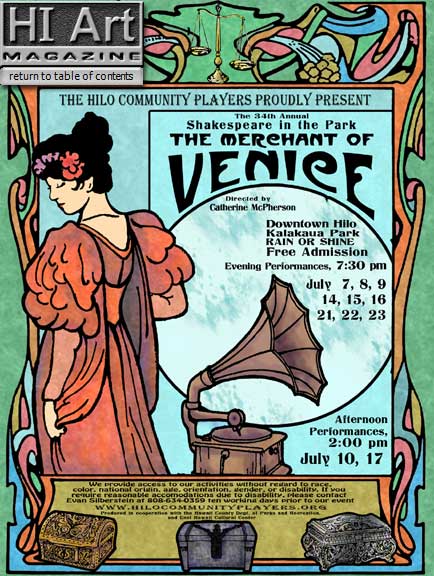 HI Art
MAGAZINE
return to table of contents
THE HILO COMMUNITY PLAYERS PROUDLY PRESENT
The 34th Annual
Shakespeare in the Park
THE MERCHANT OF
VENICE
Directed by
Catherine McPherson
Downtown Hilo
Kalakaua Park
RAIN OR SHINE
Free Admission
Evening Performances, 7:30 pm
July 7, 8, 9
14, 15, 16
21, 22, 23
Afternoon
Performances,
2:00 pm
July 10, 17
We provide access to our activities without regard to race,
color, national origin, age, orientation, gender, or disability. If you
require reasonable accomodations due to disability, please contact
Evan Silberstein at 808-634-0359 ten working days prior to our event
WWW.HILOCOMMUNITYPLAYERS.ORG
Produced in cooperation with the Hawaii County Dept. of Parks and Recreation,
and East Hawaii Cultural Center